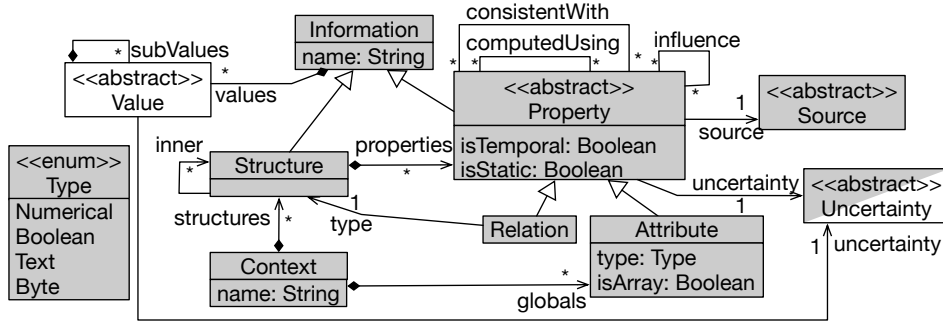 consistentWith
Information
name: String
computedUsing
influence
subValues
*
*
*
*
*
*
*
<<abstract>>
Value
*
values
<<abstract>>
Property
isTemporal: Boolean
isStatic: Boolean
1
source
<<abstract>>
Source
inner
*
Structure
properties
*
<<enum>>
Type
Numerical
Boolean
Text
Byte
structures
*
1
type
Relation
uncertainty
1
<<abstract>>
Uncertainty
1
uncertainty
Attribute
type: Type
isArray: Boolean
Context
name: String
*
globals